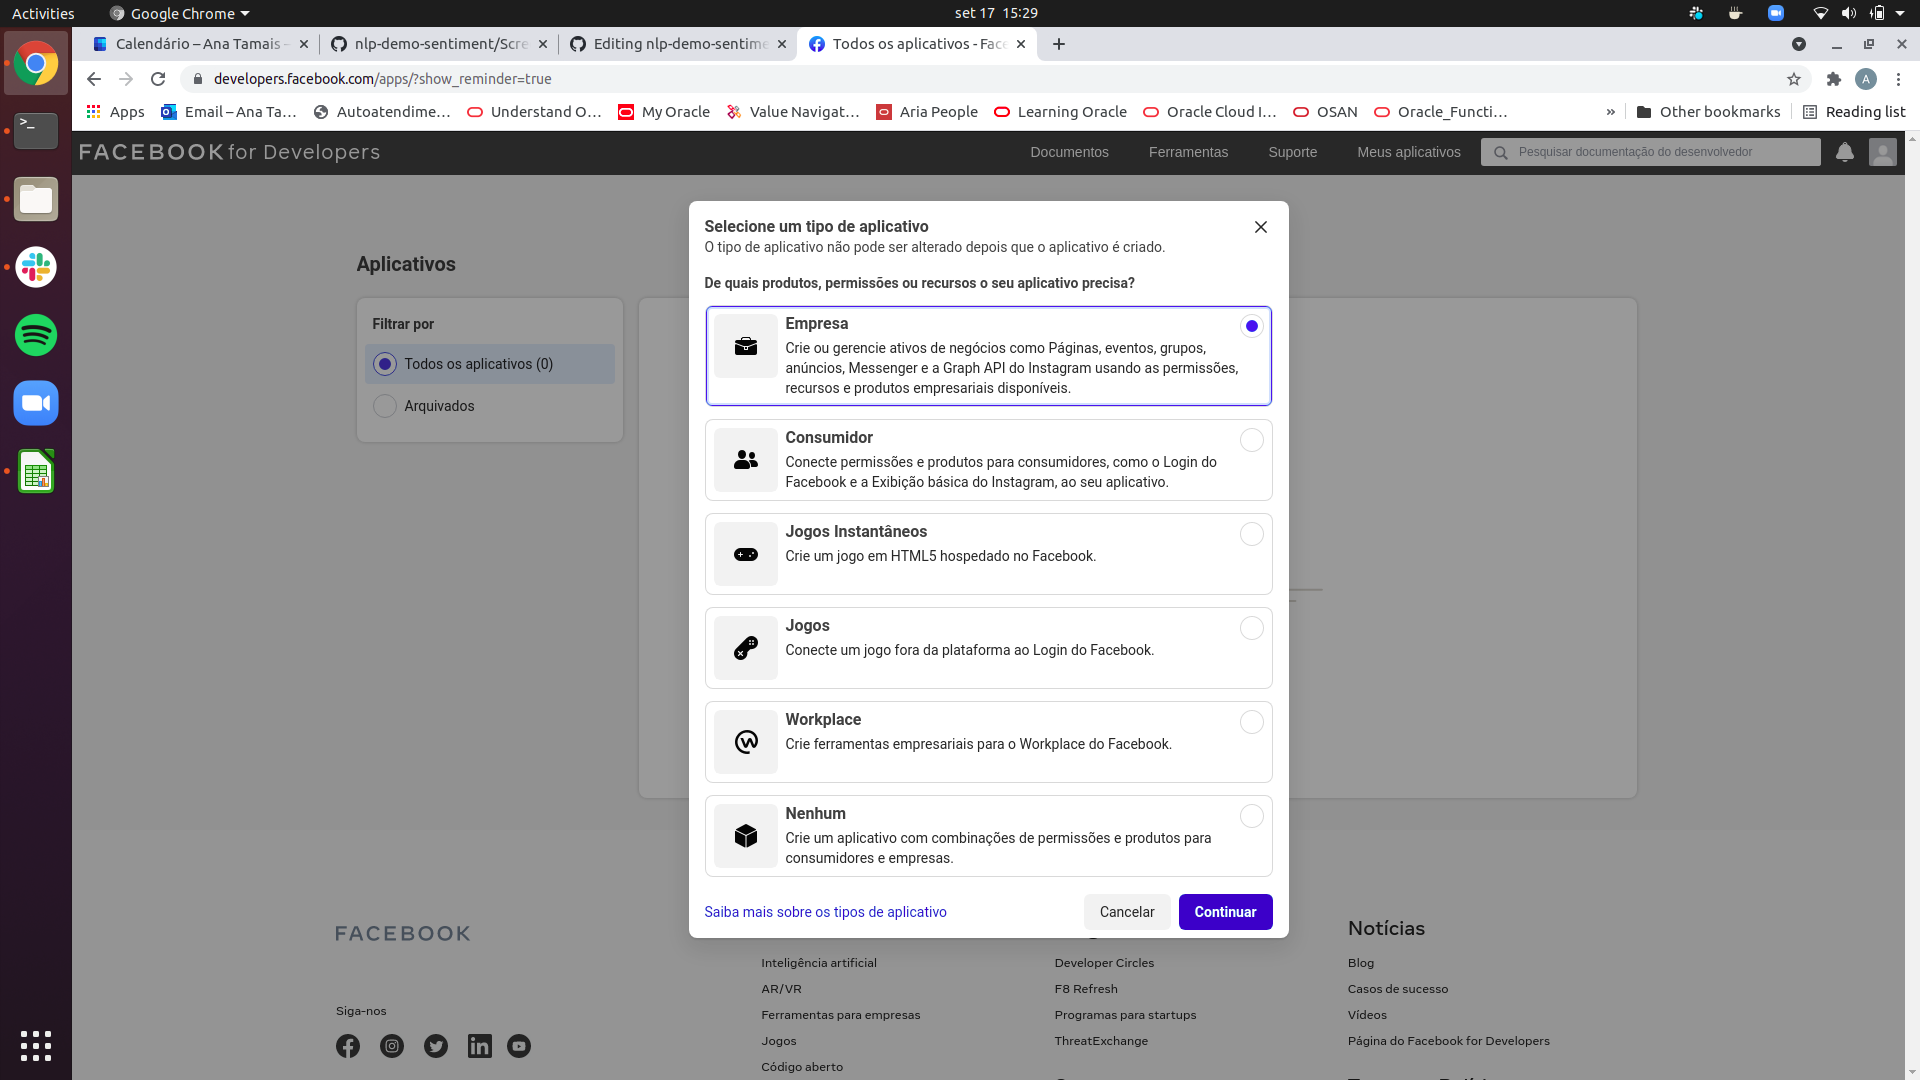 Activities
Google Chrome
set 17 15:29
Calendário – Ana Tamais –
nlp-demo-sentiment/Scre
Editing nlp-demo-sentime
Todos os aplicativos - Face
developers.facebook.com/apps/?show_reminder=true
A
Apps
Email – Ana Ta…
Autoatendime…
Understand O…
My Oracle
Value Navigat…
Aria People
Learning Oracle
Oracle Cloud I…
OSAN
Oracle_Functi…
»
Other bookmarks
Reading list
FACEBOOK for Developers
Documentos
Ferramentas
Suporte
Meus aplicativos
Pesquisar documentação do desenvolvedor
Aplicativos
Filtrar por
Todos os aplicativos (0)
Arquivados
Selecione um tipo de aplicativo
O tipo de aplicativo não pode ser alterado depois que o aplicativo é criado.
De quais produtos, permissões ou recursos o seu aplicativo precisa?
Empresa
Crie ou gerencie ativos de negócios como Páginas, eventos, grupos,
anúncios, Messenger e a Graph API do Instagram usando as permissões,
recursos e produtos empresariais disponíveis.
Consumidor
Conecte permissões e produtos para consumidores, como o Login do
Facebook e a Exibição básica do Instagram, ao seu aplicativo.
Jogos Instantâneos
Crie um jogo em HTML5 hospedado no Facebook.
Jogos
Conecte um jogo fora da plataforma ao Login do Facebook.
Workplace
Crie ferramentas empresariais para o Workplace do Facebook.
Nenhum
Crie um aplicativo com combinações de permissões e produtos para
consumidores e empresas.
Saiba mais sobre os tipos de aplicativo
Cancelar
Continuar
FACEBOOK
Siga-nos
Inteligência artificial
AR/VR
Ferramentas para empresas
Jogos
Código aberto
Developer Circles
F8 Refresh
Programas para startups
ThreatExchange
Notícias
Blog
Casos de sucesso
Vídeos
Página do Facebook for Developers